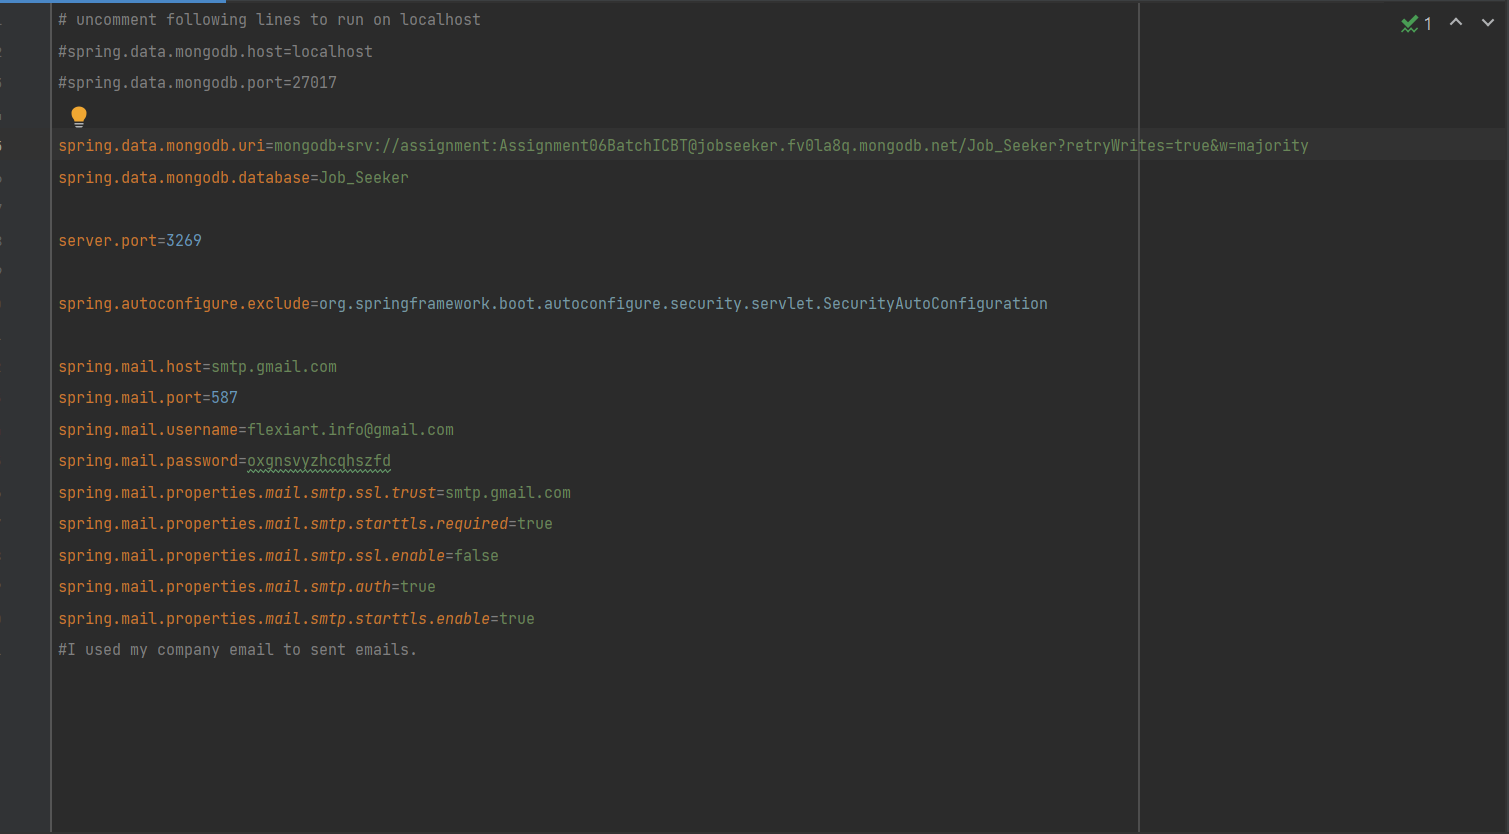 # uncomment following lines to run on localhost
1
#spring.data.mongodb.host=localhost
#spring.data.mongodb.port=27017
spring.data.mongodb.uri=mongodb+srv://assignment:Assignment06BatchICBT@jobseeker.fv0la8q.mongodb.net/Job_Seeker?retryWrites=true&w=majority
spring.data.mongodb.database=Job_Seeker
server.port=3269
spring.autoconfigure.exclude=org.springframework.boot.autoconfigure.security.servlet.SecurityAutoConfiguration
spring.mail.host=smtp.gmail.com
spring.mail.port=587
spring.mail.username=flexiart.info@gmail.com
spring.mail.password=oxgnsvyzhcqhszfd
spring.mail.properties.mail.smtp.ssl.trust=smtp.gmail.com
spring.mail.properties.mail.smtp.starttls.required=true
spring.mail.properties.mail.smtp.ssl.enable=false
spring.mail.properties.mail.smtp.auth=true
spring.mail.properties.mail.smtp.starttls.enable=true
#I used my company email to sent emails.